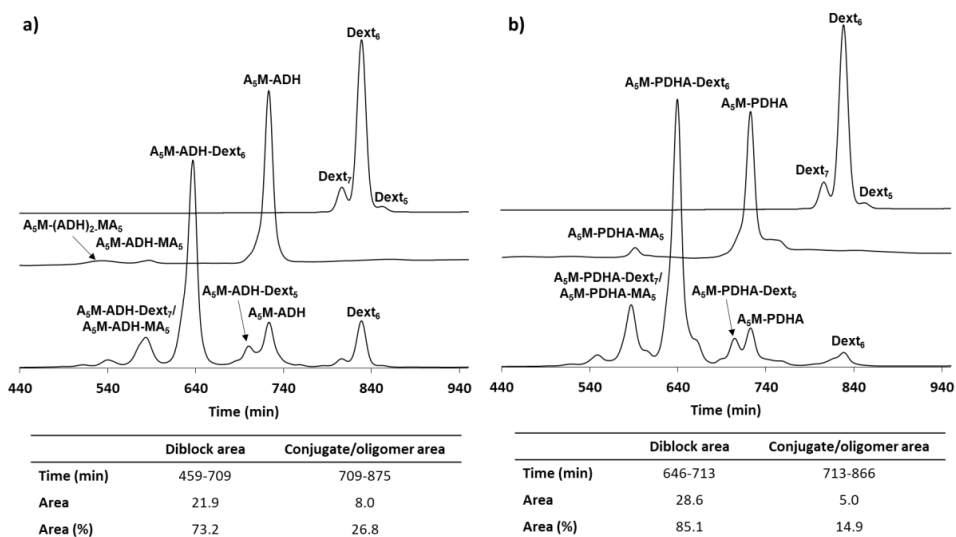 a)
Dext₆
A₅M-ADH
A₅M-ADH-Dext₆
Dext₇
Dext₅
A₅M-(ADH)₂.MA₅
A₅M-ADH-MA₅
A₅M-ADH-Dext₇/
A₅M-ADH-MA₅
A₅M-ADH-Dext₅
A₅M-ADH
Dext₆
440 540 640 740 840 940
Time (min)
Diblock area Conjugate/oligomer area
Time (min) 459-709 709-875
Area 21.9 8.0
Area (%) 73.2 26.8
b)
Dext₆
A₅M-PDHA-Dext₆
A₅M-PDHA
Dext₇
Dext₅
A₅M-PDHA-MA₅
A₅M-PDHA-Dext₇/
A₅M-PDHA-MA₅
A₅M-PDHA-Dext₅
A₅M-PDHA
Dext₆
440 540 640 740 840 940
Time (min)
Diblock area Conjugate/oligomer area
Time (min) 646-713 713-866
Area 28.6 5.0
Area (%) 85.1 14.9